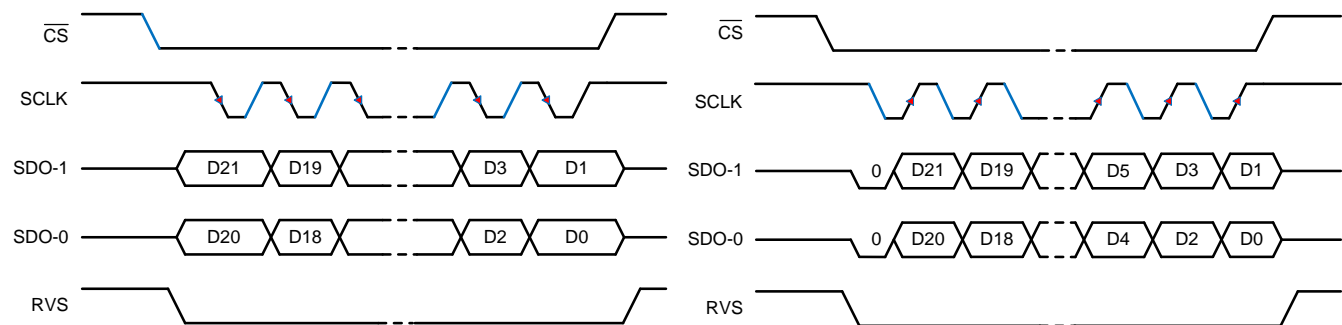 CS
SCLK
SDO-1 D21 D19 D3 D1
SDO-0 D20 D18 D2 D0
RVS
CS
SCLK
SDO-1 0 D21 D19 D5 D3 D1
SDO-0 0 D20 D18 D4 D2 D0
RVS